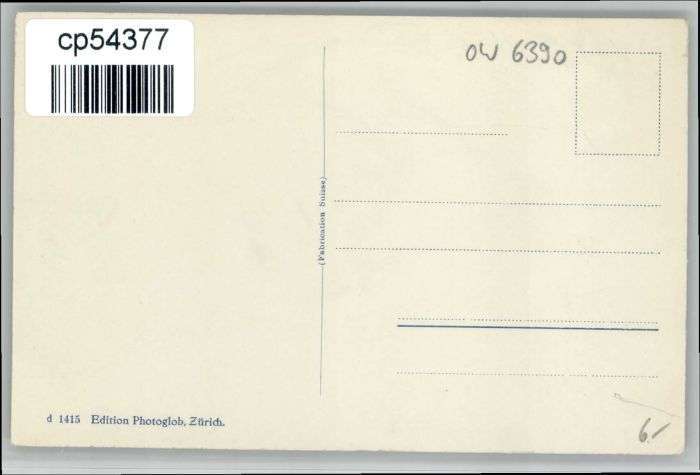 cp54377
OW 6390
(Fabrication Suisse)
d 1415 Edition Photoglob, Zürich.
6.-